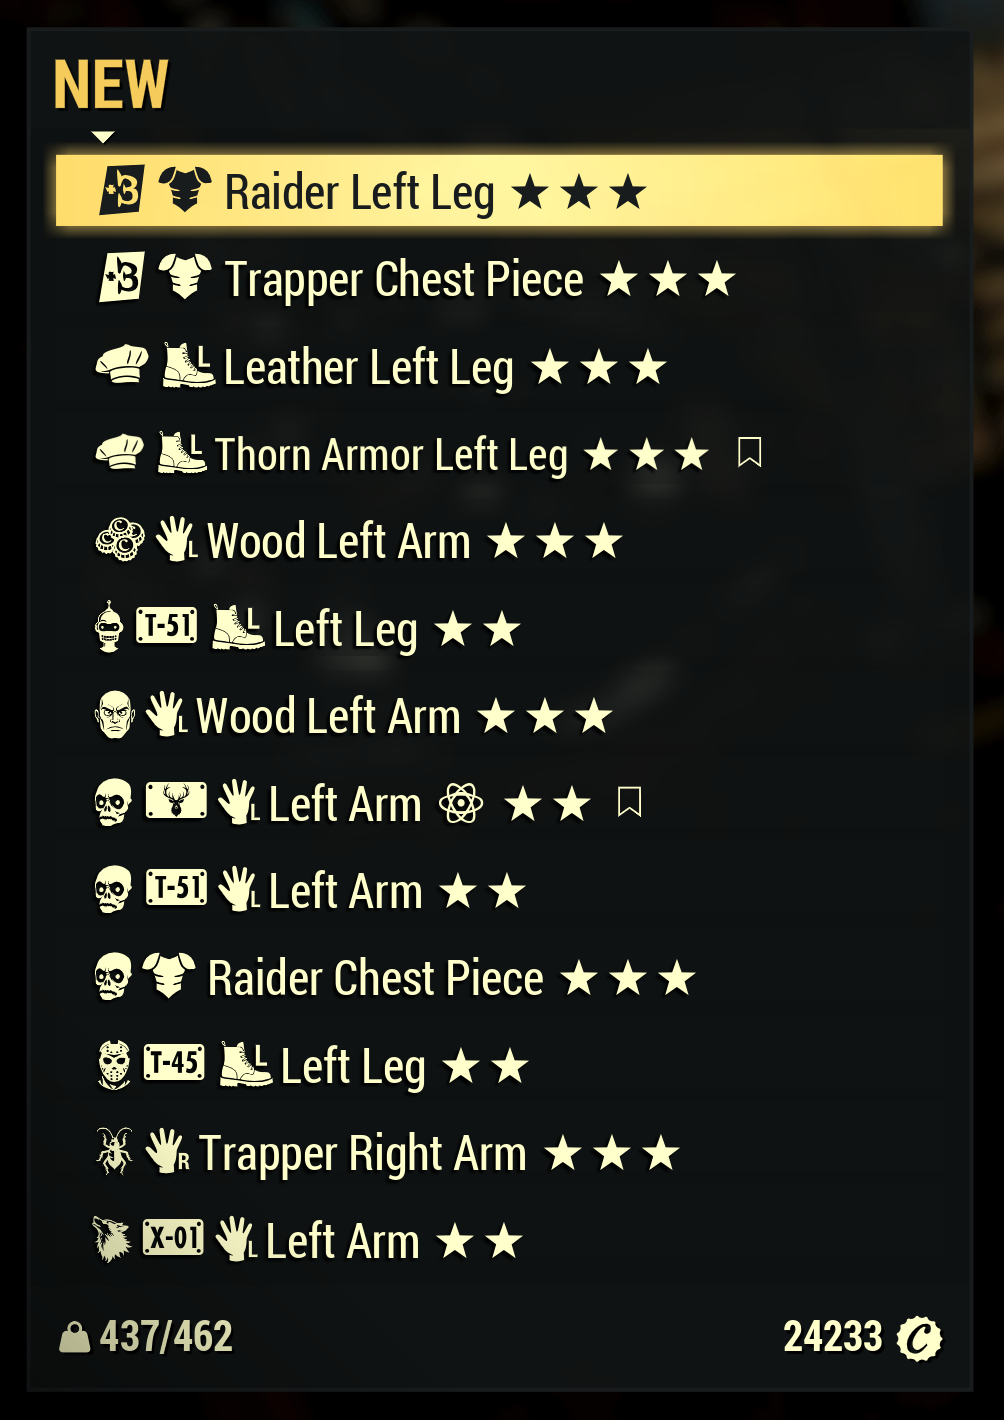 NEW
+3 Raider Left Leg ★ ★ ★
+3 Trapper Chest Piece ★ ★ ★
L Leather Left Leg ★ ★ ★
L Thorn Armor Left Leg ★ ★ ★
L Wood Left Arm ★ ★ ★
T-51 L Left Leg ★ ★
L Wood Left Arm ★ ★ ★
L Left Arm ★ ★
T-51 L Left Arm ★ ★
Raider Chest Piece ★ ★ ★
T-45 L Left Leg ★ ★
R Trapper Right Arm ★ ★ ★
X-01 L Left Arm ★ ★
437/462 24233 C